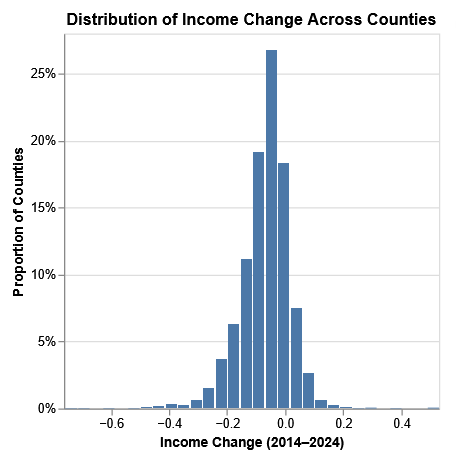 Distribution of Income Change Across Counties
25%
20%
15%
10%
5%
0%
Proportion of Counties
−0.6 −0.4 −0.2 0.0 0.2 0.4
Income Change (2014–2024)